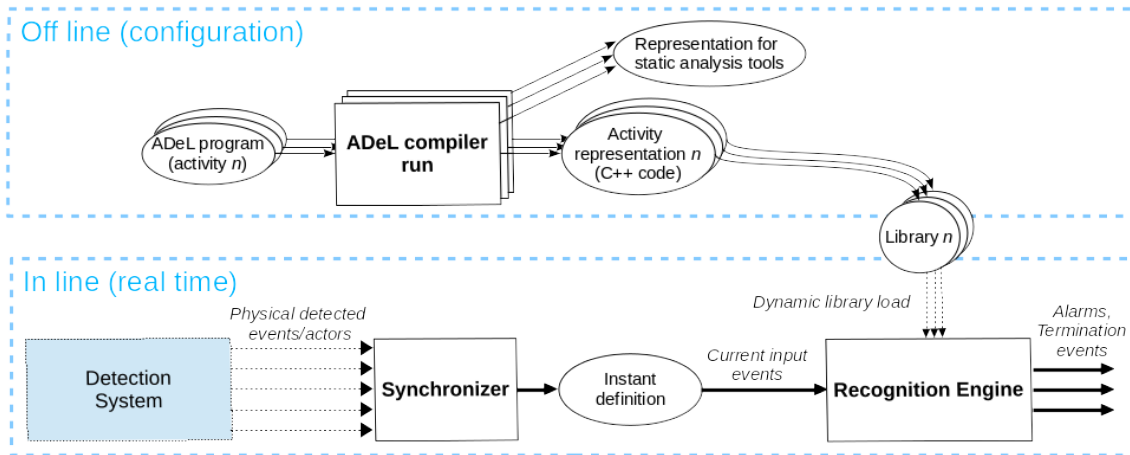 Off line (configuration)
Representation for
static analysis tools
ADeL program
(activity n)
ADeL compiler
run
Activity
representation n
(C++ code)
Library n
In line (real time)
Dynamic library load
Physical detected
events/actors
Alarms,
Termination
events
Detection
System
Synchronizer
Instant
definition
Current input
events
Recognition Engine